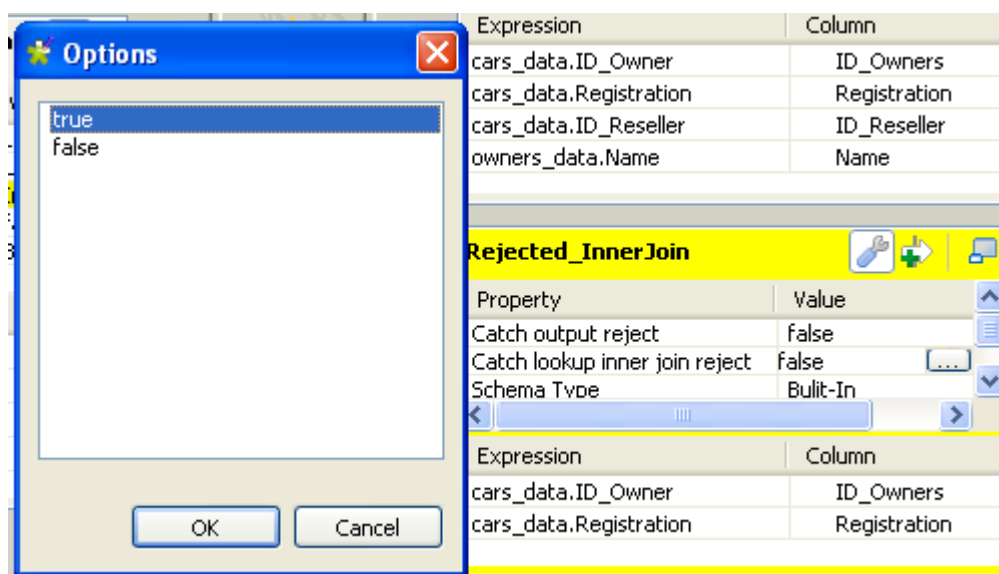 Options
true
false
OK Cancel
Expression Column
cars_data.ID_Owner ID_Owners
cars_data.Registration Registration
cars_data.ID_Reseller ID_Reseller
owners_data.Name Name
Rejected_InnerJoin
Property Value
Catch output reject false
Catch lookup inner join reject false ...
Schema Type Bulit-In
Expression Column
cars_data.ID_Owner ID_Owners
cars_data.Registration Registration